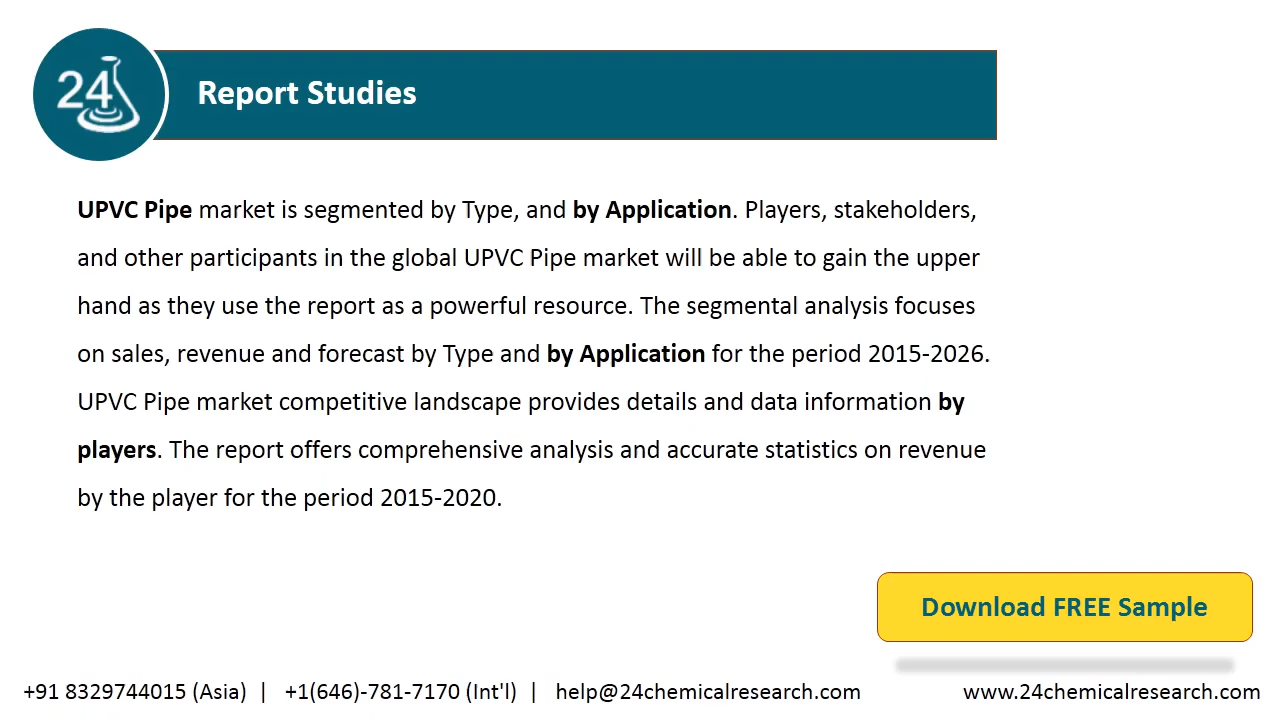 24
Report Studies
UPVC Pipe market is segmented by Type, and by Application. Players, stakeholders,
and other participants in the global UPVC Pipe market will be able to gain the upper
hand as they use the report as a powerful resource. The segmental analysis focuses
on sales, revenue and forecast by Type and by Application for the period 2015-2026.
UPVC Pipe market competitive landscape provides details and data information by
players. The report offers comprehensive analysis and accurate statistics on revenue
by the player for the period 2015-2020.
Download FREE Sample
+91 8329744015 (Asia) | +1(646)-781-7170 (Int'l) | help@24chemicalresearch.com www.24chemicalresearch.com